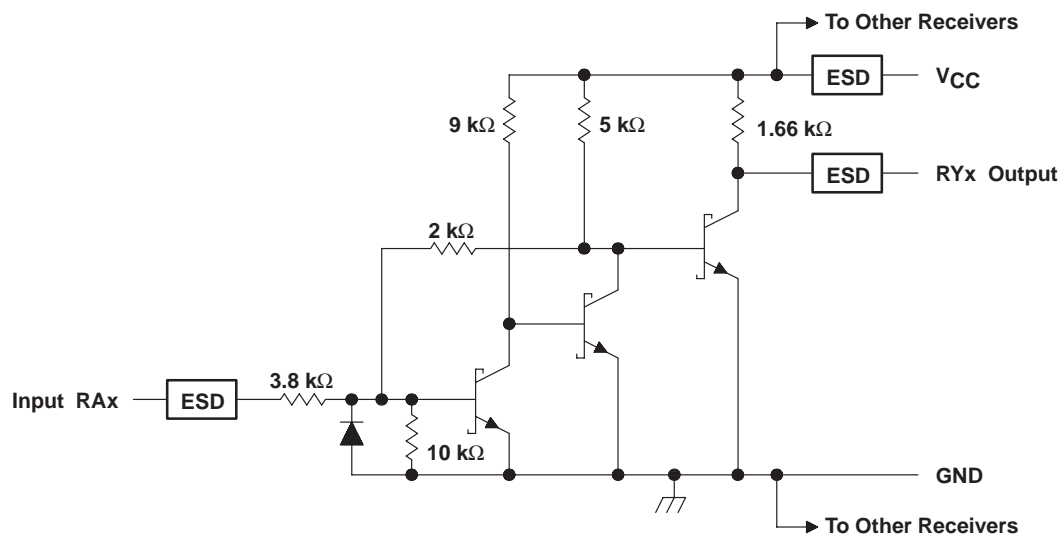 To Other Receivers
ESD
VCC
9 kΩ
5 kΩ
1.66 kΩ
ESD
RYx Output
2 kΩ
Input RAx
ESD
3.8 kΩ
10 kΩ
GND
To Other Receivers